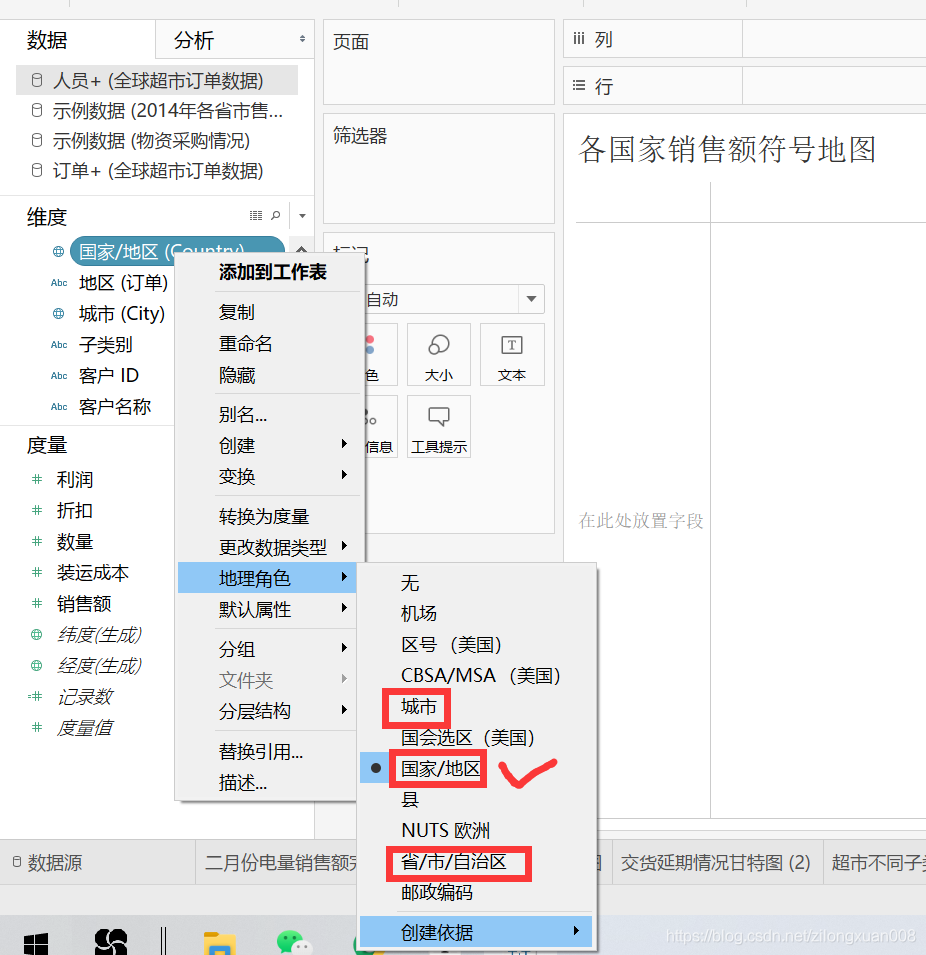 数据
分析
人员+ (全球超市订单数据)
示例数据 (2014年各省市售...
示例数据 (物资采购情况)
订单+ (全球超市订单数据)
维度
国家/地区 (Country)
Abc 地区 (订单)
城市 (City)
Abc 子类别
Abc 客户 ID
Abc 客户名称
度量
利润
折扣
数量
装运成本
销售额
纬度(生成)
经度(生成)
记录数
度量值
页面
筛选器
标记
自动
色
大小
文本
信息
工具提示
列
行
各国家销售额符号地图
在此处放置字段
添加到工作表
复制
重命名
隐藏
别名...
创建
变换
转换为度量
更改数据类型
地理角色
默认属性
分组
文件夹
分层结构
替换引用...
描述...
无
机场
区号（美国）
CBSA/MSA（美国）
城市
国会选区（美国）
国家/地区
县
NUTS 欧洲
省/市/自治区
邮政编码
创建依据
数据源
二月份电量销售额完
交货延期情况甘特图 (2)
超市不同子类
https://blog.csdn.net/zilongxuan008